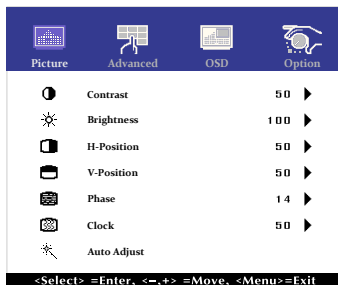 Picture Advanced OSD Option
Contrast 50
Brightness 100
H-Position 50
V-Position 50
Phase 14
Clock 50
Auto Adjust
<Select> =Enter, <–,+> =Move, <Menu>=Exit